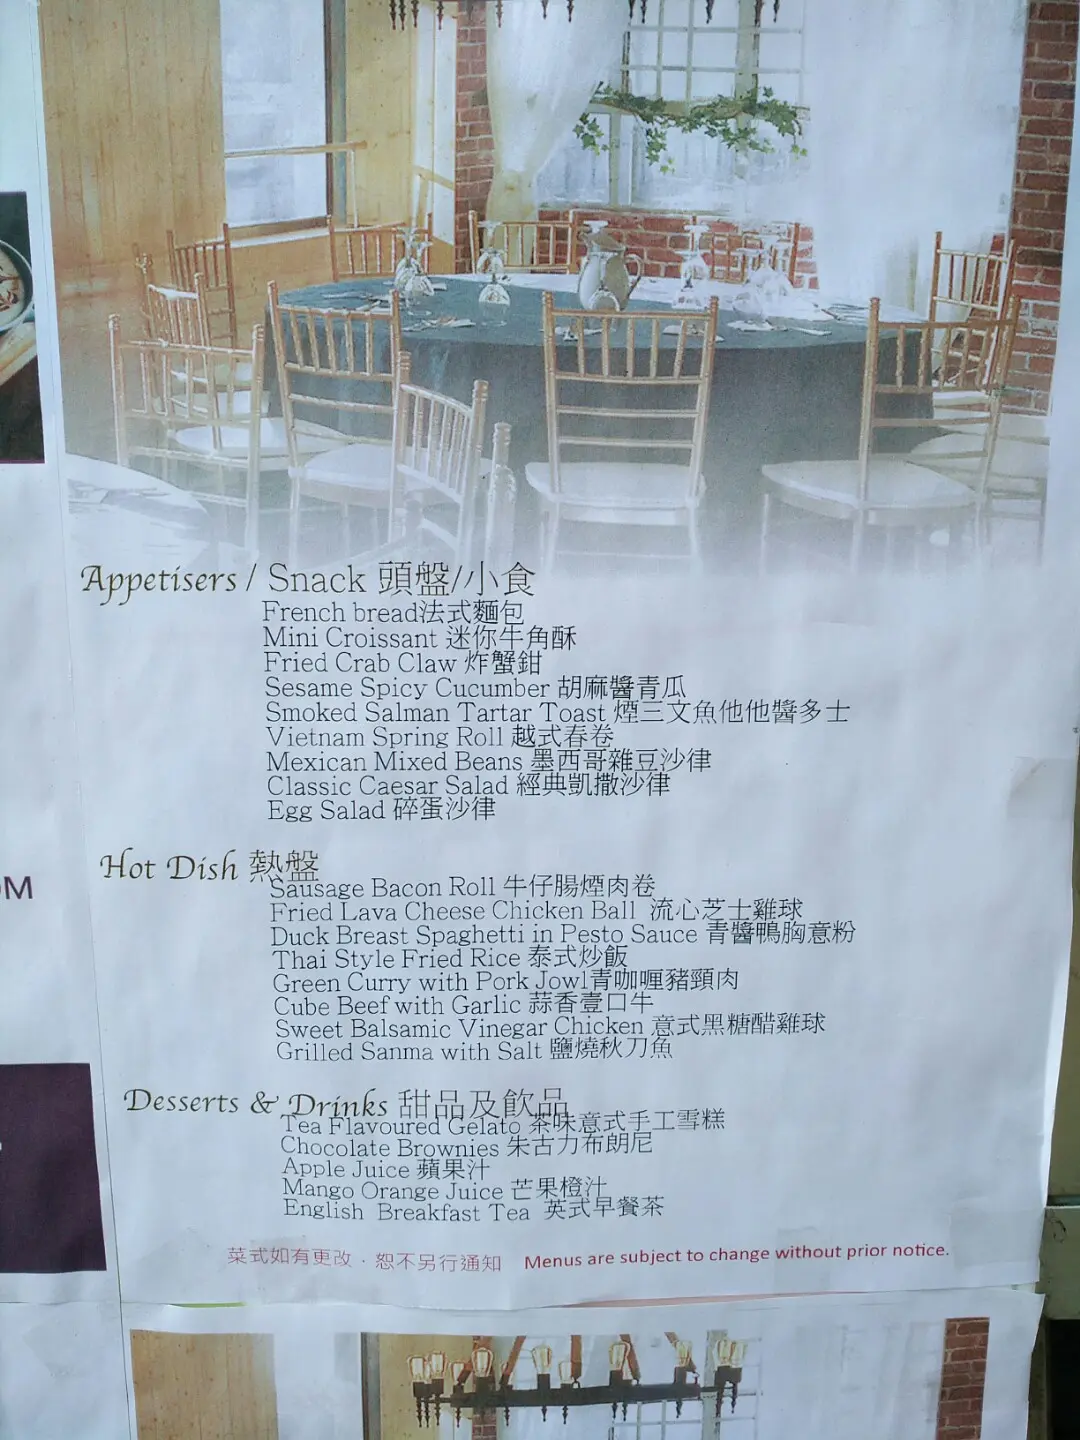 Appetisers / Snack 頭盤/小食
French bread法式麵包
Mini Croissant 迷你牛角酥
Fried Crab Claw 炸蟹鉗
Sesame Spicy Cucumber 胡麻醬青瓜
Smoked Salman Tartar Toast 煙三文魚他他醬多士
Vietnam Spring Roll 越式春卷
Mexican Mixed Beans 墨西哥雜豆沙律
Classic Caesar Salad 經典凱撒沙律
Egg Salad 碎蛋沙律
Hot Dish 熱盤
Sausage Bacon Roll 牛仔腸煙肉卷
Fried Lava Cheese Chicken Ball 流心芝士雞球
Duck Breast Spaghetti in Pesto Sauce 青醬鴨胸意粉
Thai Style Fried Rice 泰式炒飯
Green Curry with Pork Jowl青咖喱豬頸肉
Cube Beef with Garlic 蒜香壹口牛
Sweet Balsamic Vinegar Chicken 意式黑糖醋雞球
Grilled Sanma with Salt 鹽燒秋刀魚
Desserts & Drinks 甜品及飲品
Tea Flavoured Gelato 茶味意式手工雪糕
Chocolate Brownies 朱古力布朗尼
Apple Juice 蘋果汁
Mango Orange Juice 芒果橙汁
English Breakfast Tea 英式早餐茶
菜式如有更改，恕不另行通知 Menus are subject to change without prior notice.